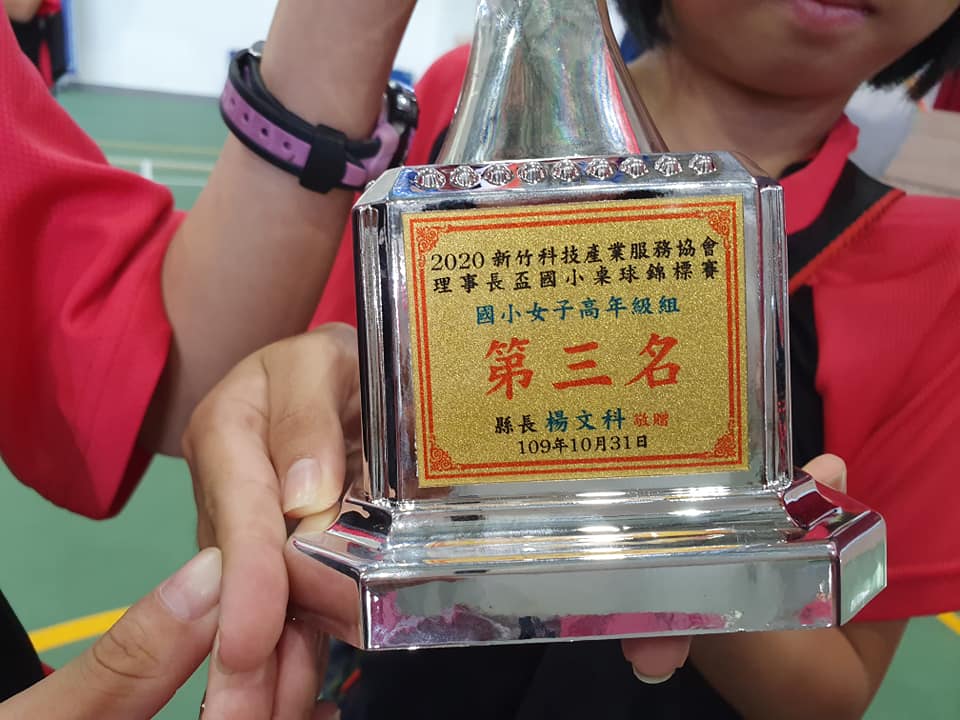 2020 新竹科技產業服務協會
理事長盃國小桌球錦標賽
國小女子高年級組
第三名
縣長 楊文科 敬贈
109年10月31日